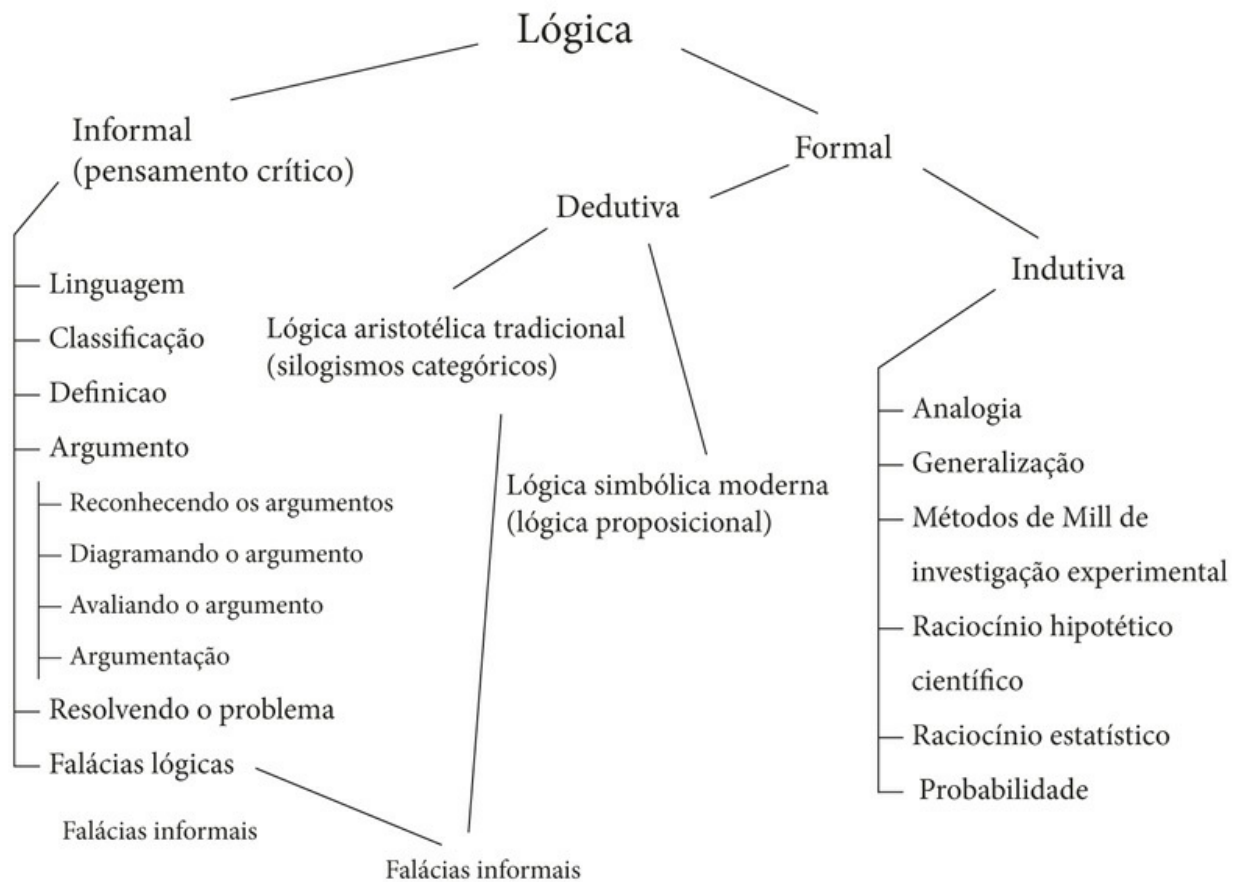 Lógica
Informal
(pensamento crítico)
Formal
Dedutiva
Indutiva
Linguagem
Classificação
Definicao
Argumento
Reconhecendo os argumentos
Diagramando o argumento
Avaliando o argumento
Argumentação
Resolvendo o problema
Falácias lógicas
Falácias informais
Lógica aristotélica tradicional
(silogismos categóricos)
Lógica simbólica moderna
(lógica proposicional)
Falácias informais
Analogia
Generalização
Métodos de Mill de
investigação experimental
Raciocínio hipotético
científico
Raciocínio estatístico
Probabilidade